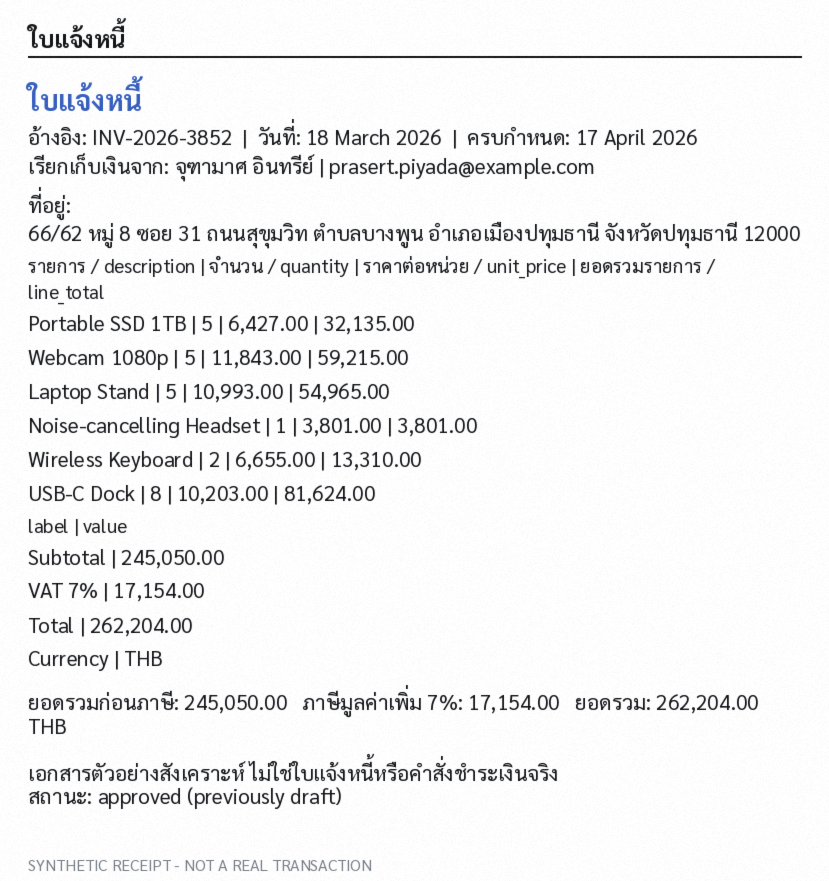 ใบแจ้งหนี้
ใบแจ้งหนี้
อ้างอิง: INV-2026-3852 | วันที่: 18 March 2026 | ครบกำหนด: 17 April 2026
เรียกเก็บเงินจาก: จุฑามาศ อินทรีย์ | prasert.piyada@example.com
ที่อยู่:
66/62 หมู่ 8 ซอย 31 ถนนสุขุมวิท ตำบลบางพูน อำเภอเมืองปทุมธานี จังหวัดปทุมธานี 12000
รายการ / description | จำนวน / quantity | ราคาต่อหน่วย / unit_price | ยอดรวมรายการ /
line_total
Portable SSD 1TB | 5 | 6,427.00 | 32,135.00
Webcam 1080p | 5 | 11,843.00 | 59,215.00
Laptop Stand | 5 | 10,993.00 | 54,965.00
Noise-cancelling Headset | 1 | 3,801.00 | 3,801.00
Wireless Keyboard | 2 | 6,655.00 | 13,310.00
USB-C Dock | 8 | 10,203.00 | 81,624.00
label | value
Subtotal | 245,050.00
VAT 7% | 17,154.00
Total | 262,204.00
Currency | THB
ยอดรวมก่อนภาษี: 245,050.00 ภาษีมูลค่าเพิ่ม 7%: 17,154.00 ยอดรวม: 262,204.00
THB
เอกสารตัวอย่างสังเคราะห์ ไม่ใช่ใบแจ้งหนี้หรือคำสั่งชำระเงินจริง
สถานะ: approved (previously draft)
SYNTHETIC RECEIPT - NOT A REAL TRANSACTION